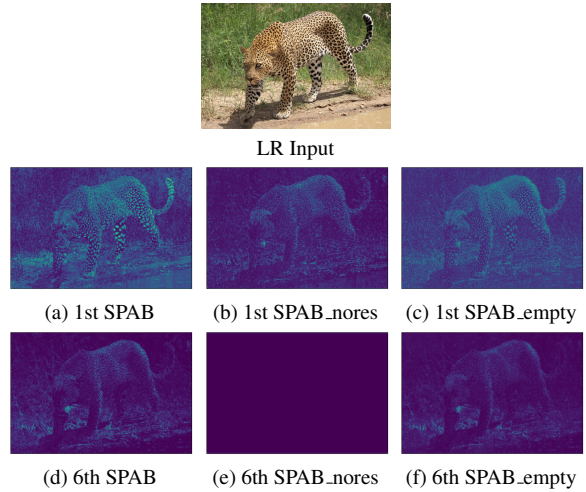 LR Input
(a) 1st SPAB
(b) 1st SPAB_nores
(c) 1st SPAB_empty
(d) 6th SPAB
(e) 6th SPAB_nores
(f) 6th SPAB_empty